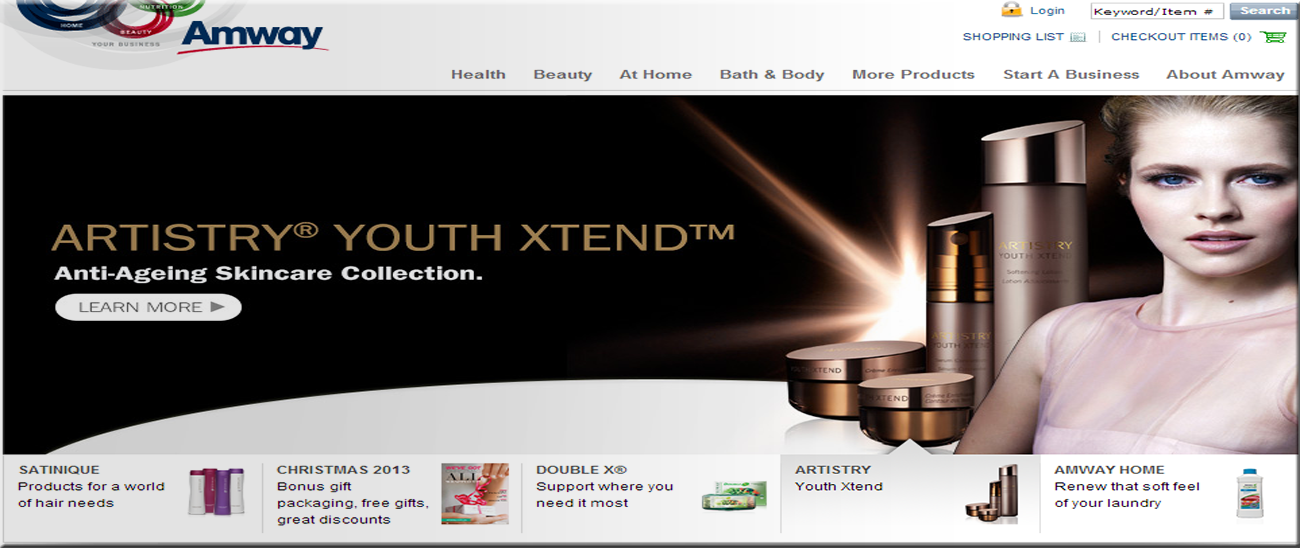 NUTRITION
HOME
BEAUTY
YOUR BUSINESS
Amway
Login
Keyword/Item #
Search
SHOPPING LIST
CHECKOUT ITEMS (0)
Health
Beauty
At Home
Bath & Body
More Products
Start A Business
About Amway
ARTISTRY® YOUTH XTEND™
Anti-Ageing Skincare Collection.
LEARN MORE
ARTISTRY
YOUTH XTEND
Softening Lotion
ARTISTRY
YOUTH XTEND
YOUTH XTEND
XTEND
SATINIQUE
Products for a world
of hair needs
CHRISTMAS 2013
Bonus gift
packaging, free gifts,
great discounts
ALL
DOUBLE X®
Support where you
need it most
ARTISTRY
Youth Xtend
AMWAY HOME
Renew that soft feel
of your laundry